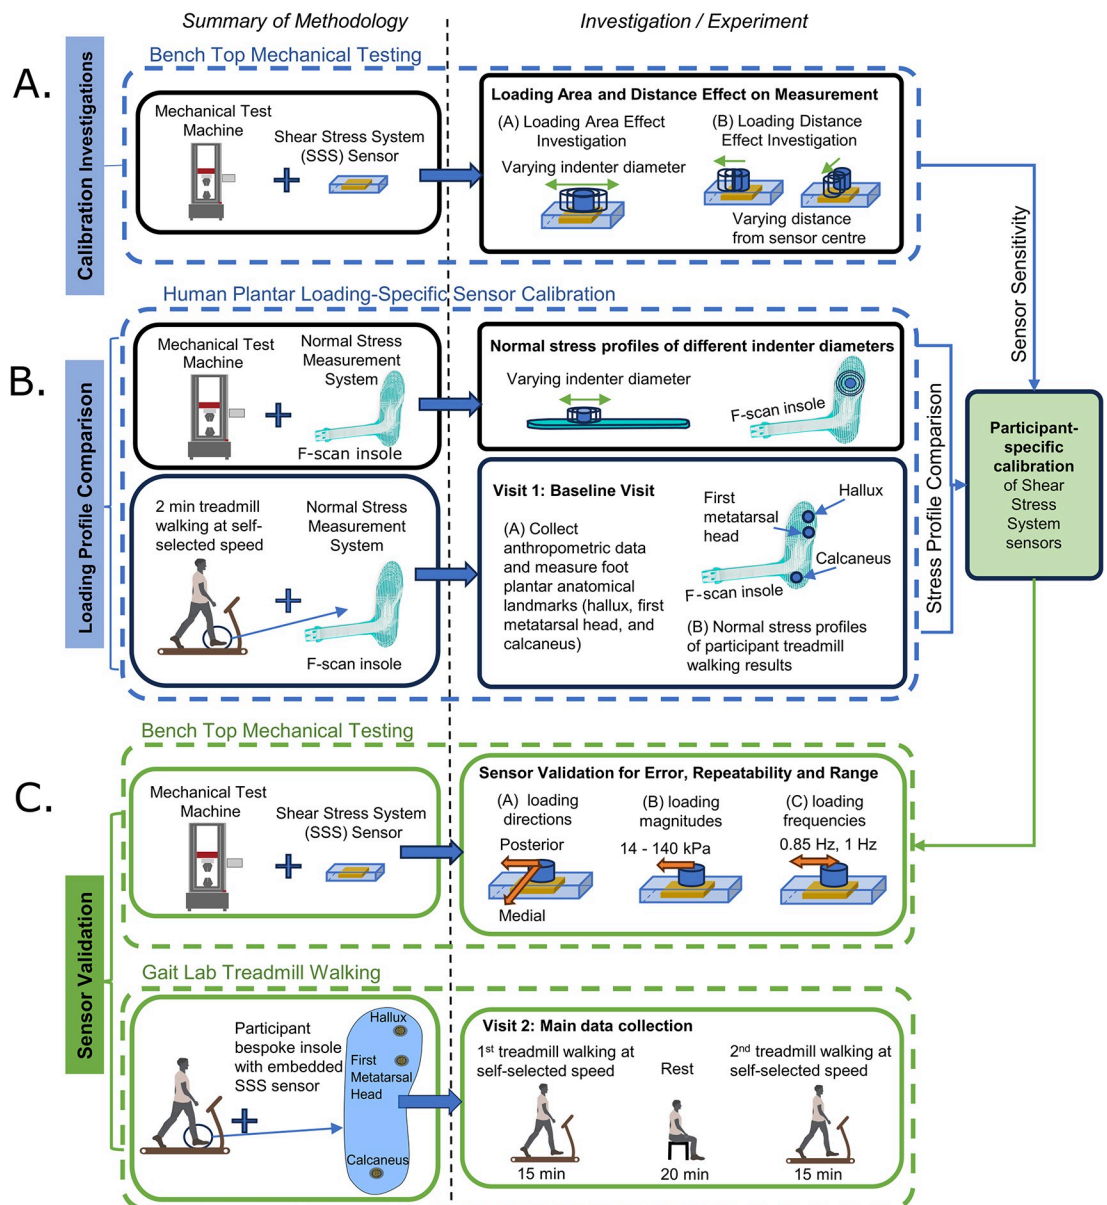 Summary of Methodology
Investigation / Experiment
A.
Calibration Investigations
Bench Top Mechanical Testing
Mechanical Test
Machine
Shear Stress System
(SSS) Sensor
Loading Area and Distance Effect on Measurement
(A) Loading Area Effect
Investigation
Varying indenter diameter
(B) Loading Distance
Effect Investigation
Varying distance
from sensor centre
Sensor Sensitivity
B.
Loading Profile Comparison
Human Plantar Loading-Specific Sensor Calibration
Mechanical Test
Machine
Normal Stress
Measurement
System
F-scan insole
Normal stress profiles of different indenter diameters
Varying indenter diameter
F-scan insole
2 min treadmill
walking at self-
selected speed
Normal Stress
Measurement
System
F-scan insole
Visit 1: Baseline Visit
(A) Collect
anthropometric data
and measure foot
plantar anatomical
landmarks (hallux, first
metatarsal head, and
calcaneus)
First
metatarsal
head
Hallux
Calcaneus
F-scan insole
(B) Normal stress profiles
of participant treadmill
walking results
Stress Profile Comparison
Participant-
specific
calibration
of Shear
Stress
System
sensors
C.
Sensor Validation
Bench Top Mechanical Testing
Mechanical Test
Machine
Shear Stress System
(SSS) Sensor
Sensor Validation for Error, Repeatability and Range
(A) loading
directions
Posterior
Medial
(B) loading
magnitudes
14 - 140 kPa
(C) loading
frequencies
0.85 Hz, 1 Hz
Gait Lab Treadmill Walking
Participant
bespoke insole
with embedded
SSS sensor
Hallux
First
Metatarsal
Head
Calcaneus
Visit 2: Main data collection
1st treadmill walking at
self-selected speed
15 min
Rest
20 min
2nd treadmill walking at
self-selected speed
15 min